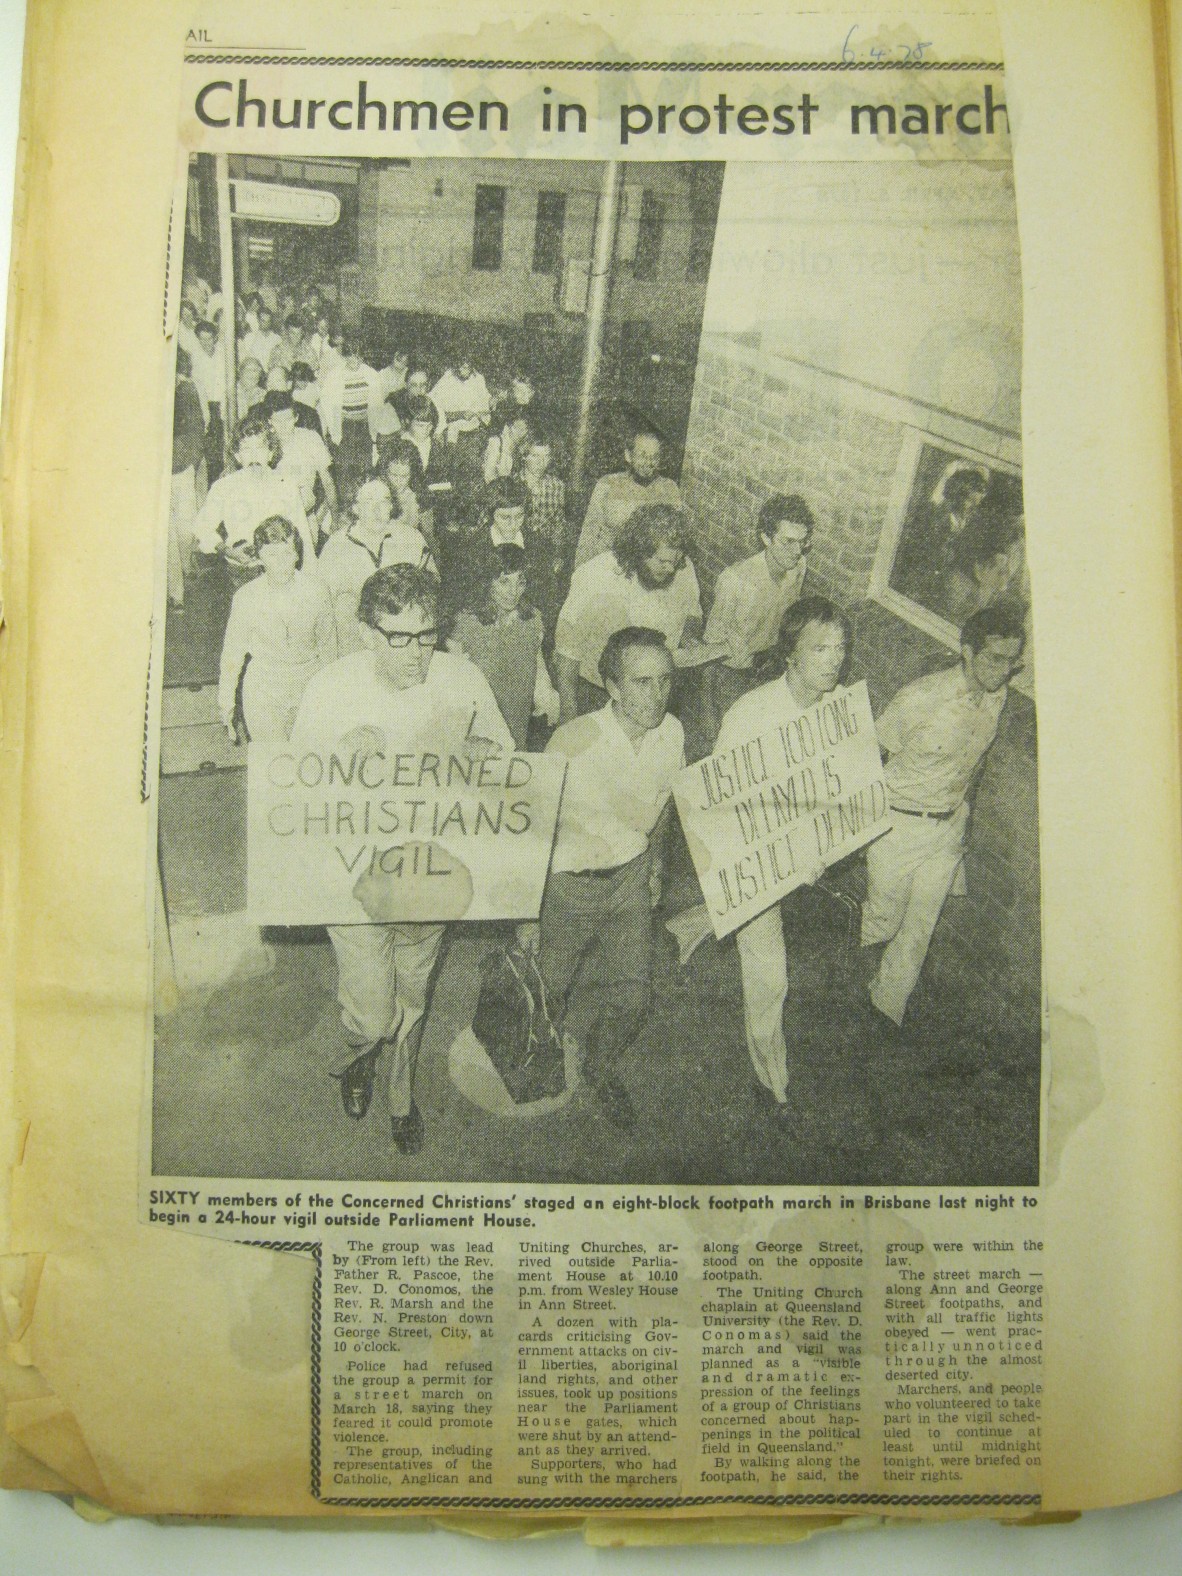 AIL
6.4.78
Churchmen in protest march
CONCERNED
CHRISTIANS
VIGIL
JUSTICE TOO LONG
DELAYED IS
JUSTICE DENIED
SIXTY members of the Concerned Christians' staged an eight-block footpath march in Brisbane last night to
begin a 24-hour vigil outside Parliament House.
The group was lead
by (From left) the Rev.
Father R. Pascoe, the
Rev. D. Conomos, the
Rev. R. Marsh and the
Rev. N. Preston down
George Street, City, at
10 o'clock.
Police had refused
the group a permit for
a street march on
March 18, saying they
feared it could promote
violence.
The group, including
representatives of the
Catholic, Anglican and
Uniting Churches, ar-
rived outside Parlia-
ment House at 10.10
p.m. from Wesley House
in Ann Street.
A dozen with pla-
cards criticising Gov-
ernment attacks on civ-
il liberties, aboriginal
land rights, and other
issues, took up positions
near the Parliament
House gates, which
were shut by an attend-
ant as they arrived.
Supporters, who had
sung with the marchers
along George Street,
stood on the opposite
footpath.
The Uniting Church
chaplain at Queensland
University (the Rev. D.
Conomas) said the
march and vigil was
planned as a "visible
and dramatic ex-
pression of the feelings
of a group of Christians
concerned about hap-
penings in the political
field in Queensland."
By walking along the
footpath, he said, the
group were within the
law.
The street march —
along Ann and George
Street footpaths, and
with all traffic lights
obeyed — went prac-
tically unnoticed
through the almost
deserted city.
Marchers, and people
who volunteered to take
part in the vigil sched-
uled to continue at
least until midnight
tonight, were briefed on
their rights.